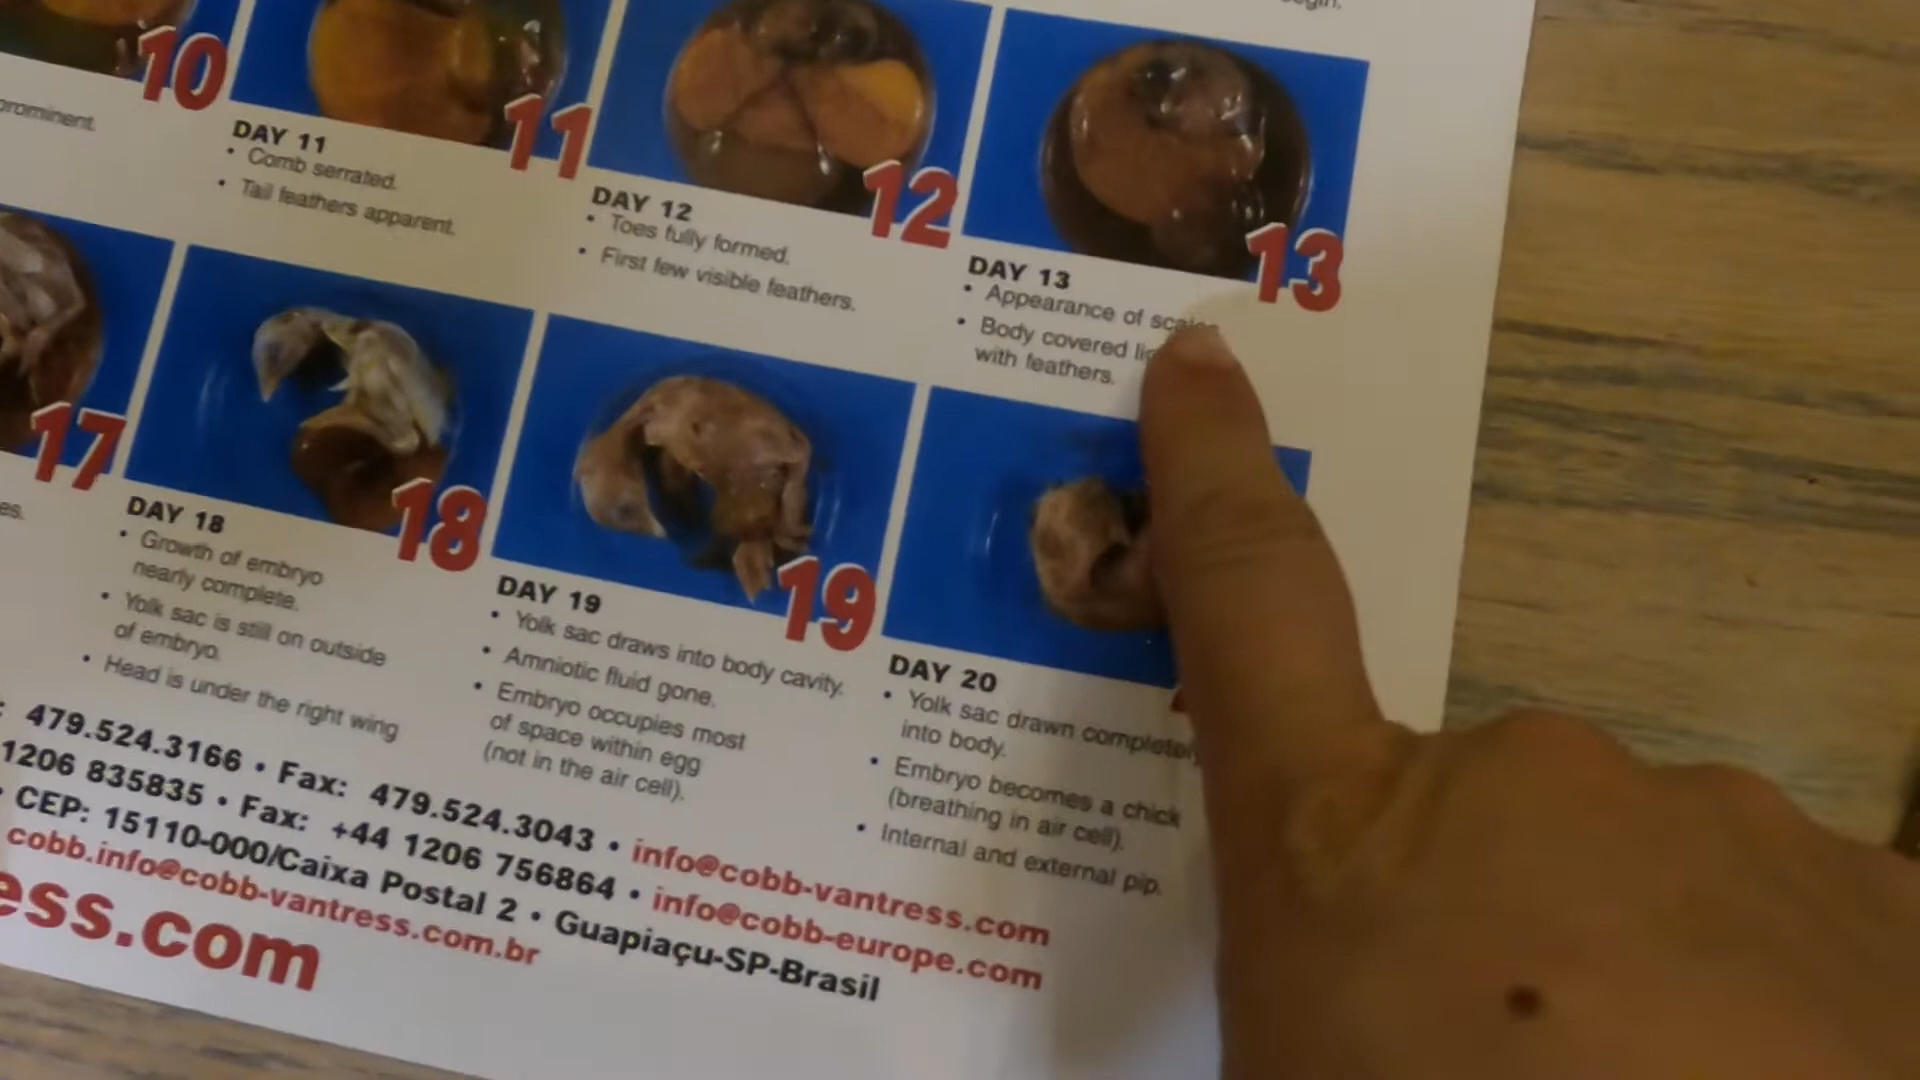 egin.
10
11
12
13
prominent.
DAY 11
• Comb serrated.
• Tail feathers apparent.
DAY 12
• Toes fully formed.
• First few visible feathers.
DAY 13
• Appearance of scales
• Body covered
with feathers.
17
18
19
es.
DAY 18
• Growth of embryo
nearly complete.
• Yolk sac is still on outside
of embryo.
• Head is under the right wing
DAY 19
• Yolk sac draws into body cavity.
• Amniotic fluid gone.
• Embryo occupies most
of space within egg
(not in the air cell).
DAY 20
• Yolk sac drawn completely
into body.
• Embryo becomes a chick
(breathing in air cell).
• Internal and external pip.
: 479.524.3166 • Fax: 479.524.3043 • info@cobb-vantress.com
1206 835835 • Fax: +44 1206 756864 • info@cobb-europe.com
• CEP: 15110-000/Caixa Postal 2 • Guapiaçu-SP-Brasil
cobb.info@cobb-vantress.com.br
ess.com